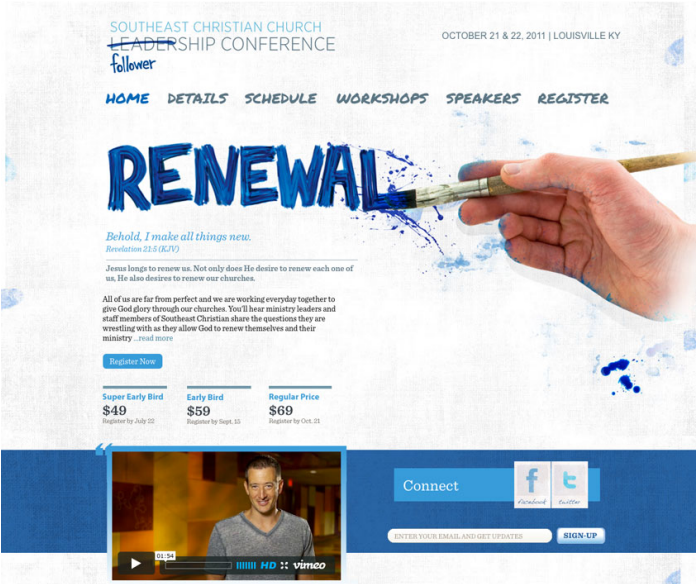 SOUTHEAST CHRISTIAN CHURCH
OCTOBER 21 & 22, 2011 | LOUISVILLE KY
LEADERSHIP CONFERENCE
follower
HOME DETAILS SCHEDULE WORKSHOPS SPEAKERS REGISTER
RENEWAL
Behold, I make all things new.
Revelation 21:5 (KJV)
Jesus longs to renew us. Not only does He desire to renew each one of
us, He also desires to renew our churches.
All of us are far from perfect and we are working everyday together to
give God glory through our churches. You'll hear ministry leaders and
staff members of Southeast Christian share the questions they are
wrestling with as they allow God to renew themselves and their
ministry ...read more
Register Now
Super Early Bird
$49
Register by July 22
Early Bird
$59
Register by Sept. 15
Regular Price
$69
Register by Oct. 21
“
01:54
HD vimeo
Connect
f
facebook
t
twitter
ENTER YOUR EMAIL AND GET UPDATES
SIGN-UP